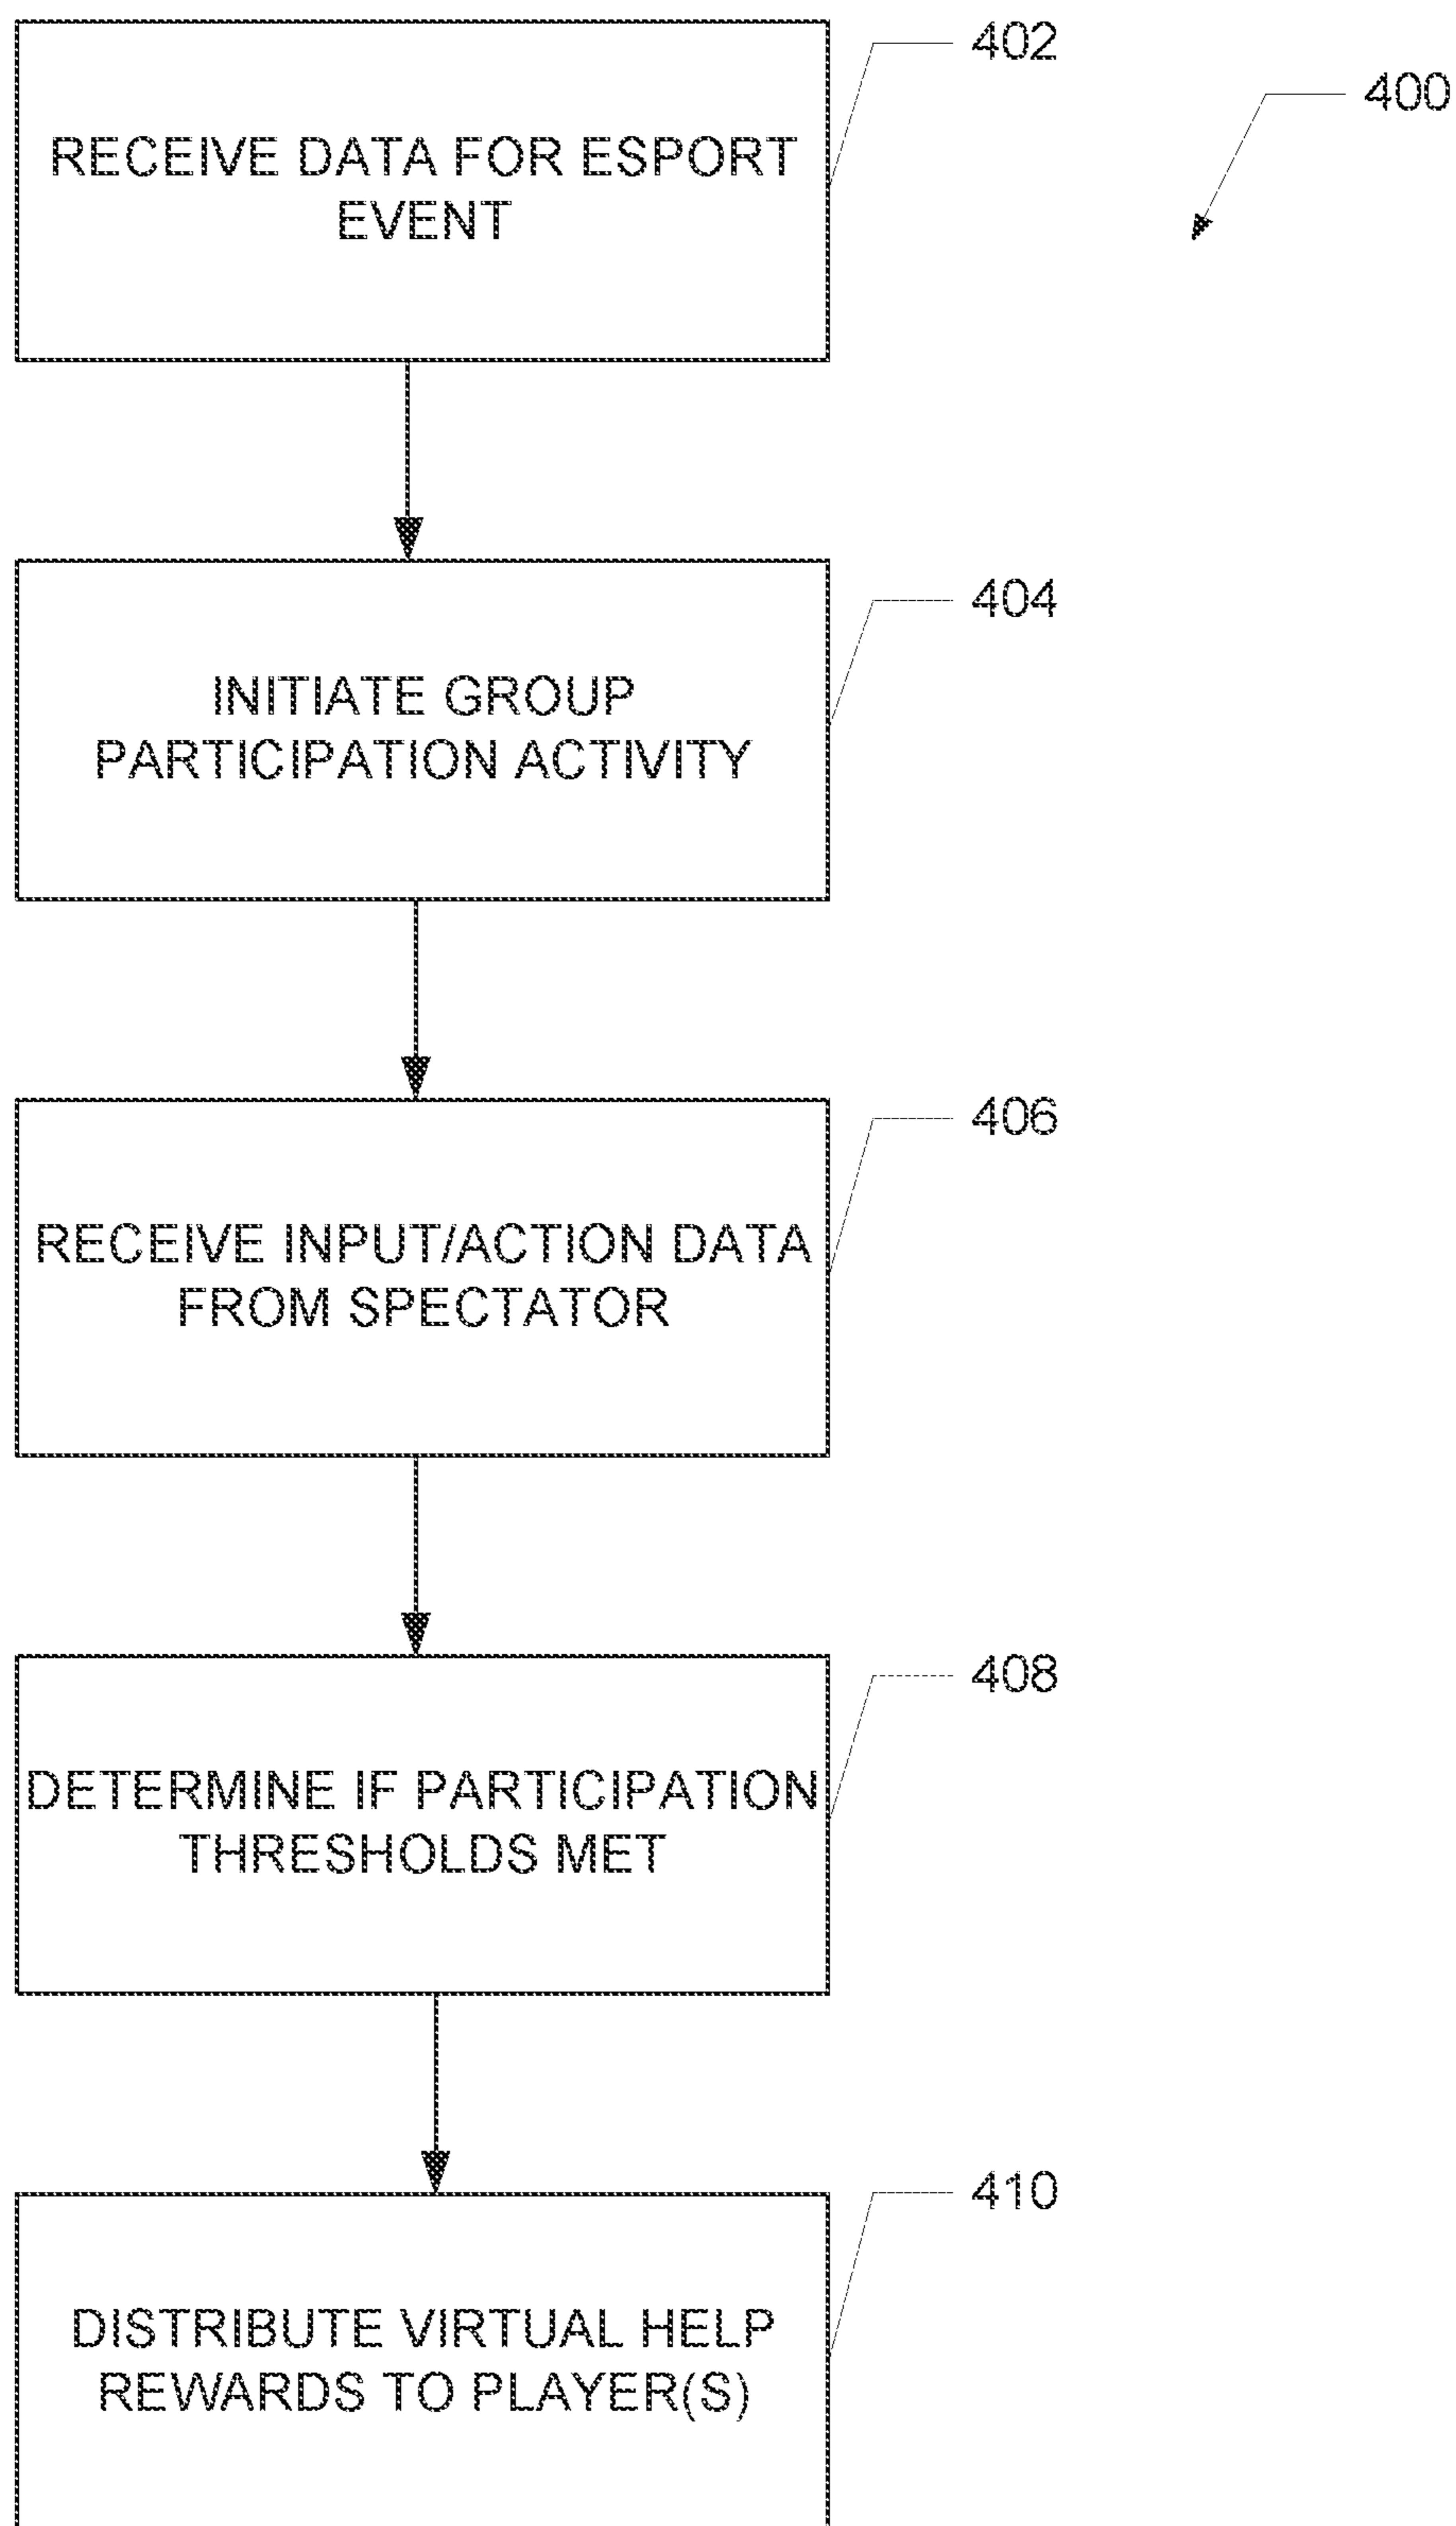 402
400
RECEIVE DATA FOR ESPORT
EVENT
404
INITIATE GROUP
PARTICIPATION ACTIVITY
406
RECEIVE INPUT/ACTION DATA
FROM SPECTATOR
408
DETERMINE IF PARTICIPATION
THRESHOLDS MET
410
DISTRIBUTE VIRTUAL HELP
REWARDS TO PLAYER(S)